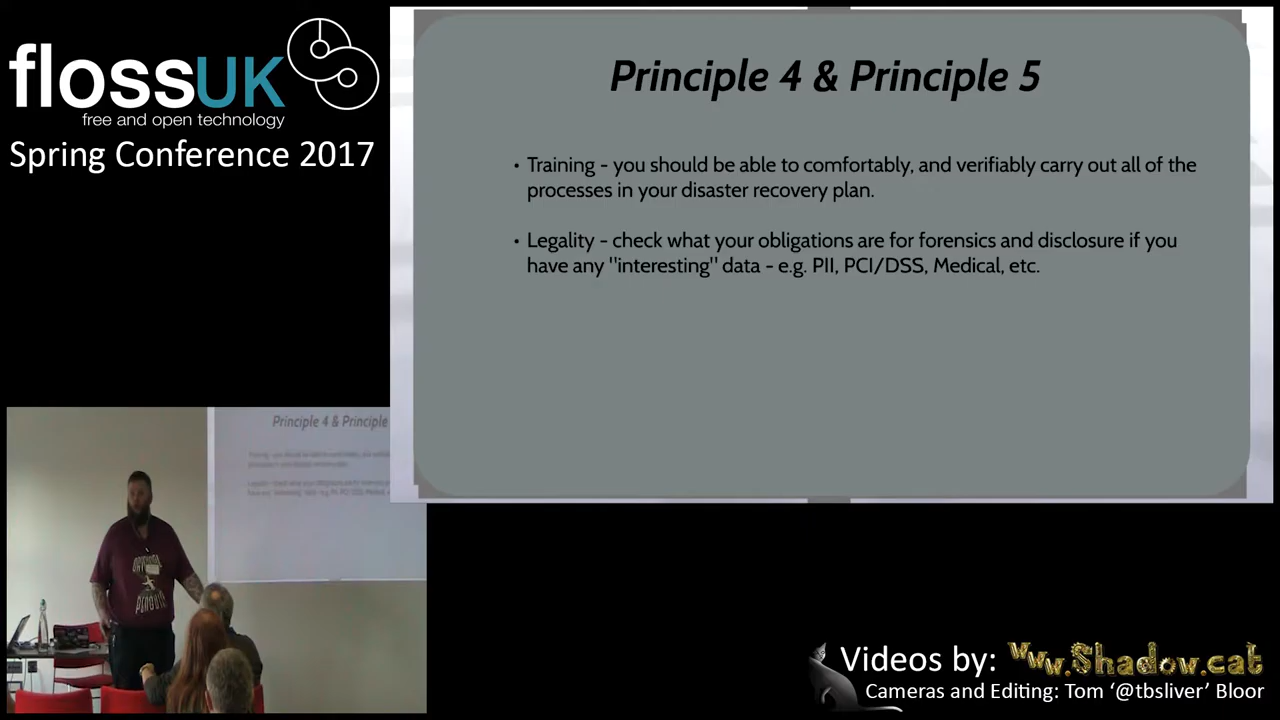 flossUK
free and open technology
Spring Conference 2017
Principle 4 & Principle 5
• Training - you should be able to comfortably, and verifiably carry out all of the
processes in your disaster recovery plan.
• Legality - check what your obligations are for forensics and disclosure if you
have any "interesting" data - e.g. PII, PCI/DSS, Medical, etc.
Principle 4 & Principle
Videos by: Www.Shadow.cat
Cameras and Editing: Tom ‘@tbsliver’ Bloor